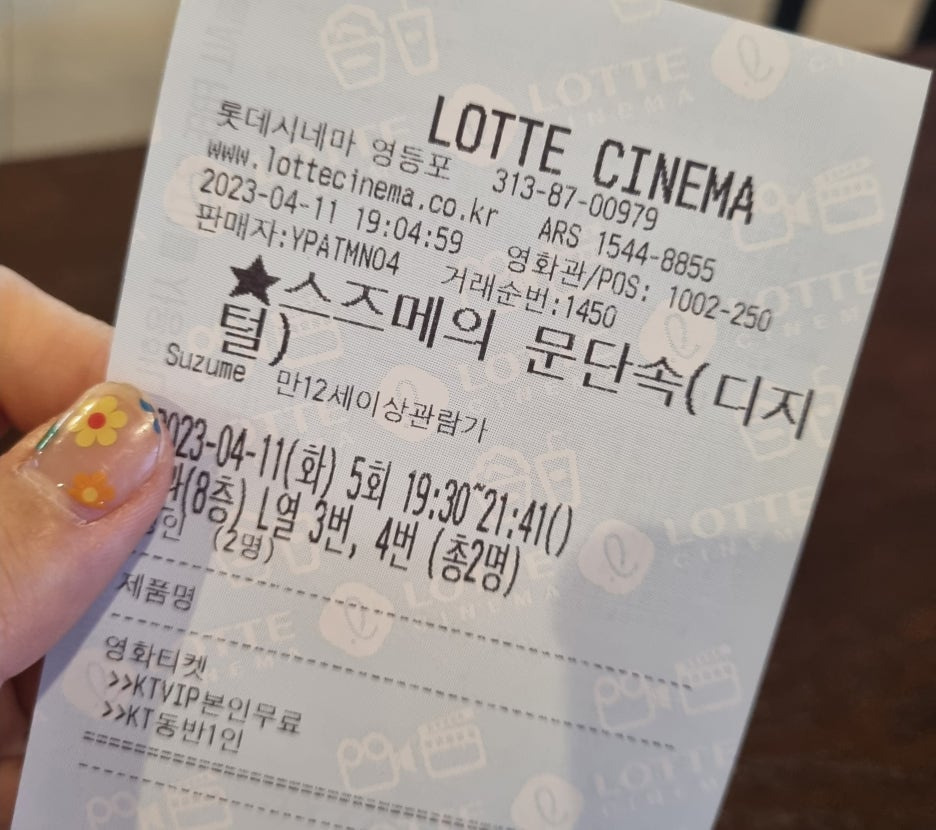 LOTTE CINEMA
롯데시네마 영등포 313-87-00979
www.lottecinema.co.kr ARS 1544-8855
2023-04-11 19:04:59 영화관/POS: 1002-250
판매자:YPATMN04 거래순번:1450
★스즈메의 문단속(디지
털)
Suzume 만12세이상관람가
2023-04-11(화) 5회 19:30~21:41()
(8층) L열 3번, 4번 (총2명)
(2명)
제품명
영화티켓
>>KTVIP본인무료
>>KT동반1인